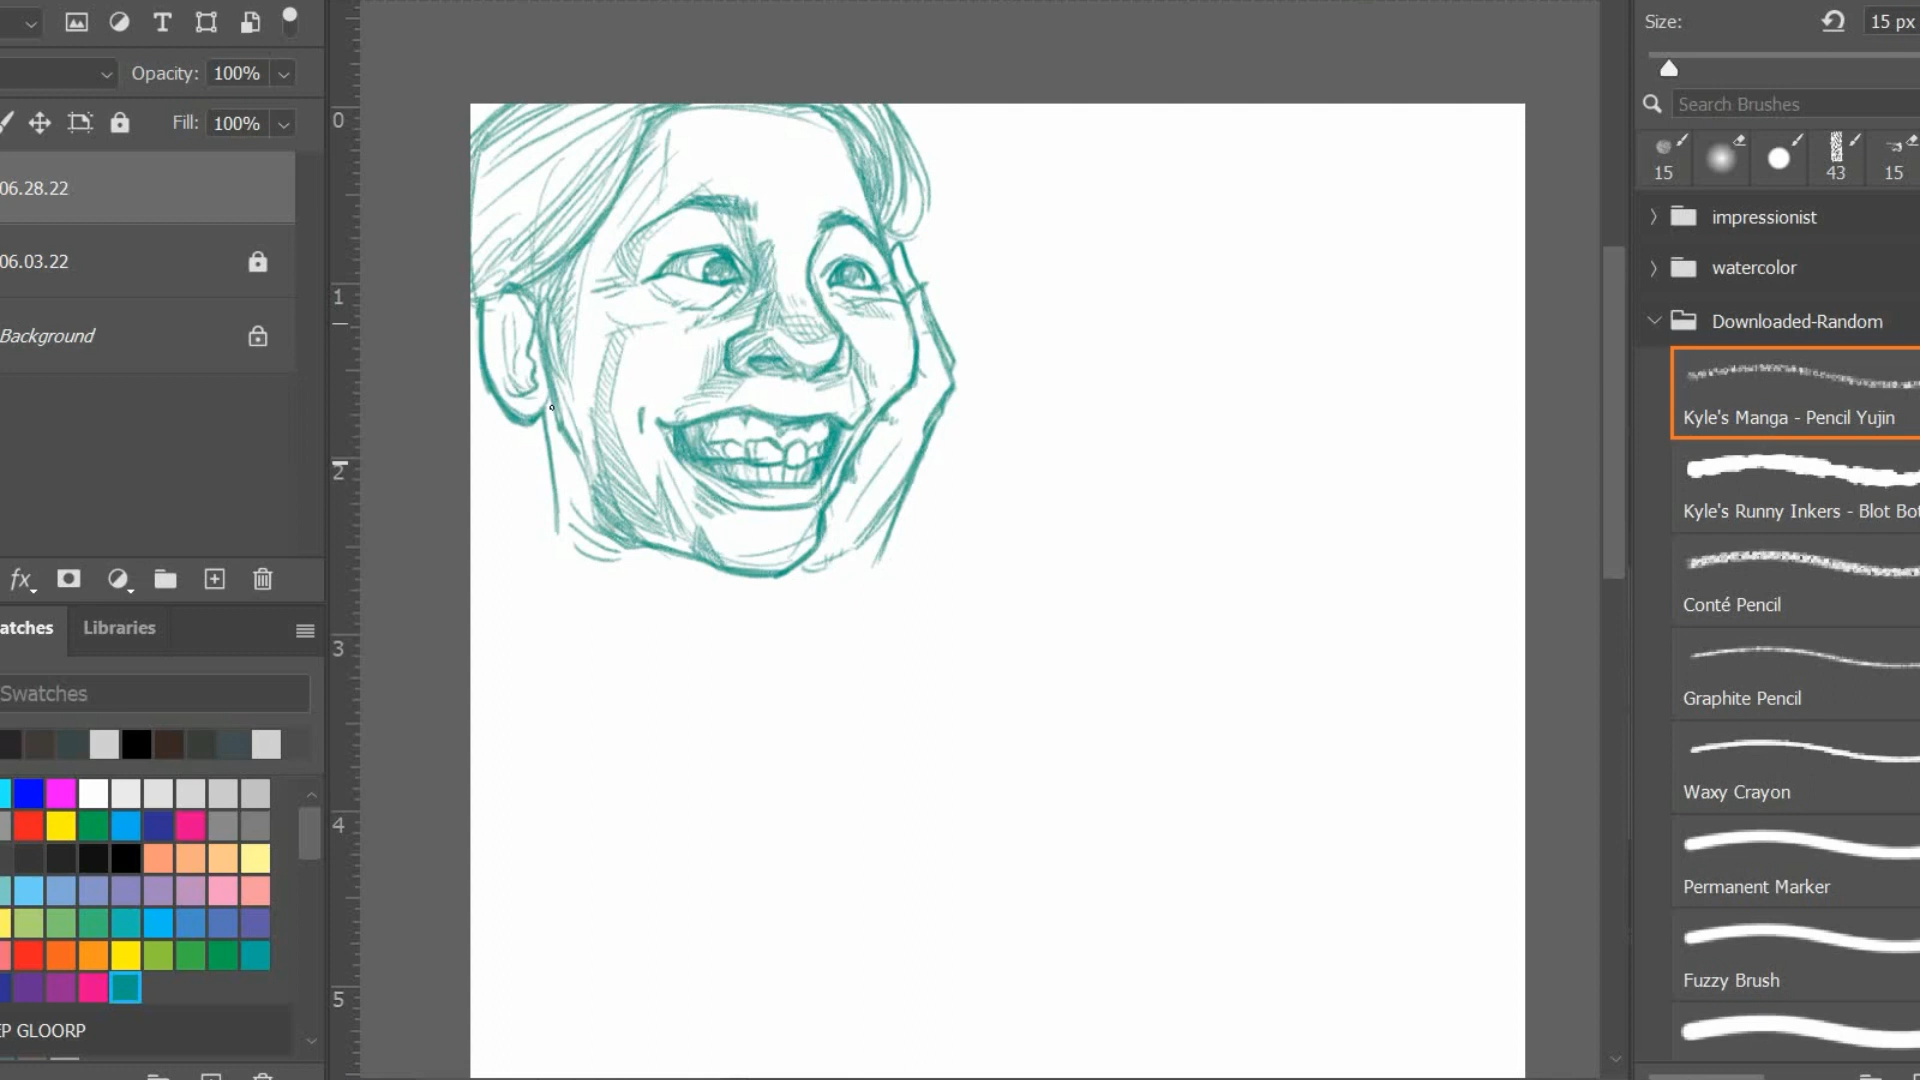 Opacity: 100%
Fill: 100%
06.28.22
06.03.22
Background
atches Libraries
Swatches
EP GLOORP
0
1
2
3
4
5
Size: 15 px
Search Brushes
15 43 15
impressionist
watercolor
Downloaded-Random
Kyle's Manga - Pencil Yujin
Kyle's Runny Inkers - Blot Bot
Conté Pencil
Graphite Pencil
Waxy Crayon
Permanent Marker
Fuzzy Brush